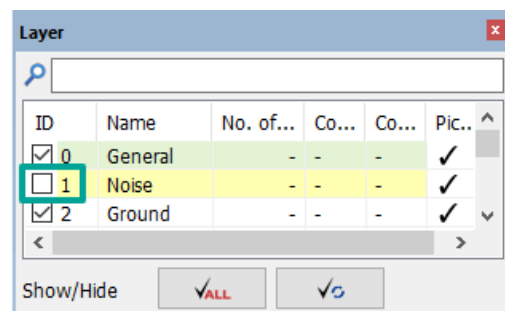 Layer x
ID Name No. of... Co... Co... Pic..
0 General - - -
1 Noise - - -
2 Ground - - -
Show/Hide ALL